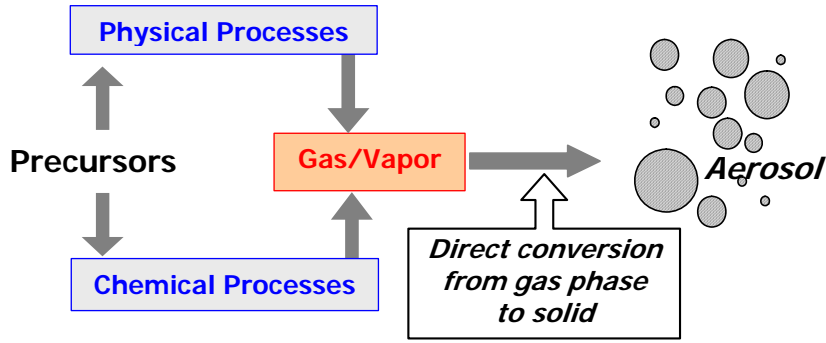 Physical Processes
Precursors
Gas/Vapor
Aerosol
Chemical Processes
Direct conversion
from gas phase
to solid